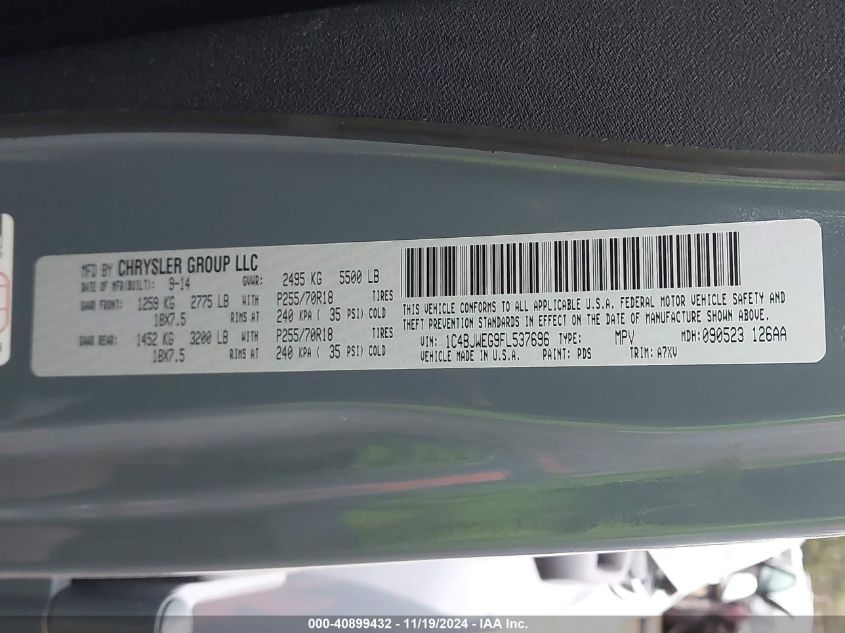 MFD BY CHRYSLER GROUP LLC
DATE OF MFR(BUILT): 9-14 GVWR: 2495 KG 5500 LB
GAWR FRONT: 1259 KG 2775 LB WITH P255/70R18 TIRES
18X7.5 RIMS AT 240 KPA ( 35 PSI) COLD
GAWR REAR: 1452 KG 3200 LB WITH P255/70R18 TIRES
18X7.5 RIMS AT 240 KPA ( 35 PSI) COLD
THIS VEHICLE CONFORMS TO ALL APPLICABLE U.S.A. FEDERAL MOTOR VEHICLE SAFETY AND
THEFT PREVENTION STANDARDS IN EFFECT ON THE DATE OF MANUFACTURE SHOWN ABOVE.
VIN: 1C4BJWEG9FL537696 TYPE: MPV MDH: 090523 126AA
VEHICLE MADE IN U.S.A. PAINT: PDS TRIM: A7XV
000-40899432 - 11/19/2024 - IAA Inc.